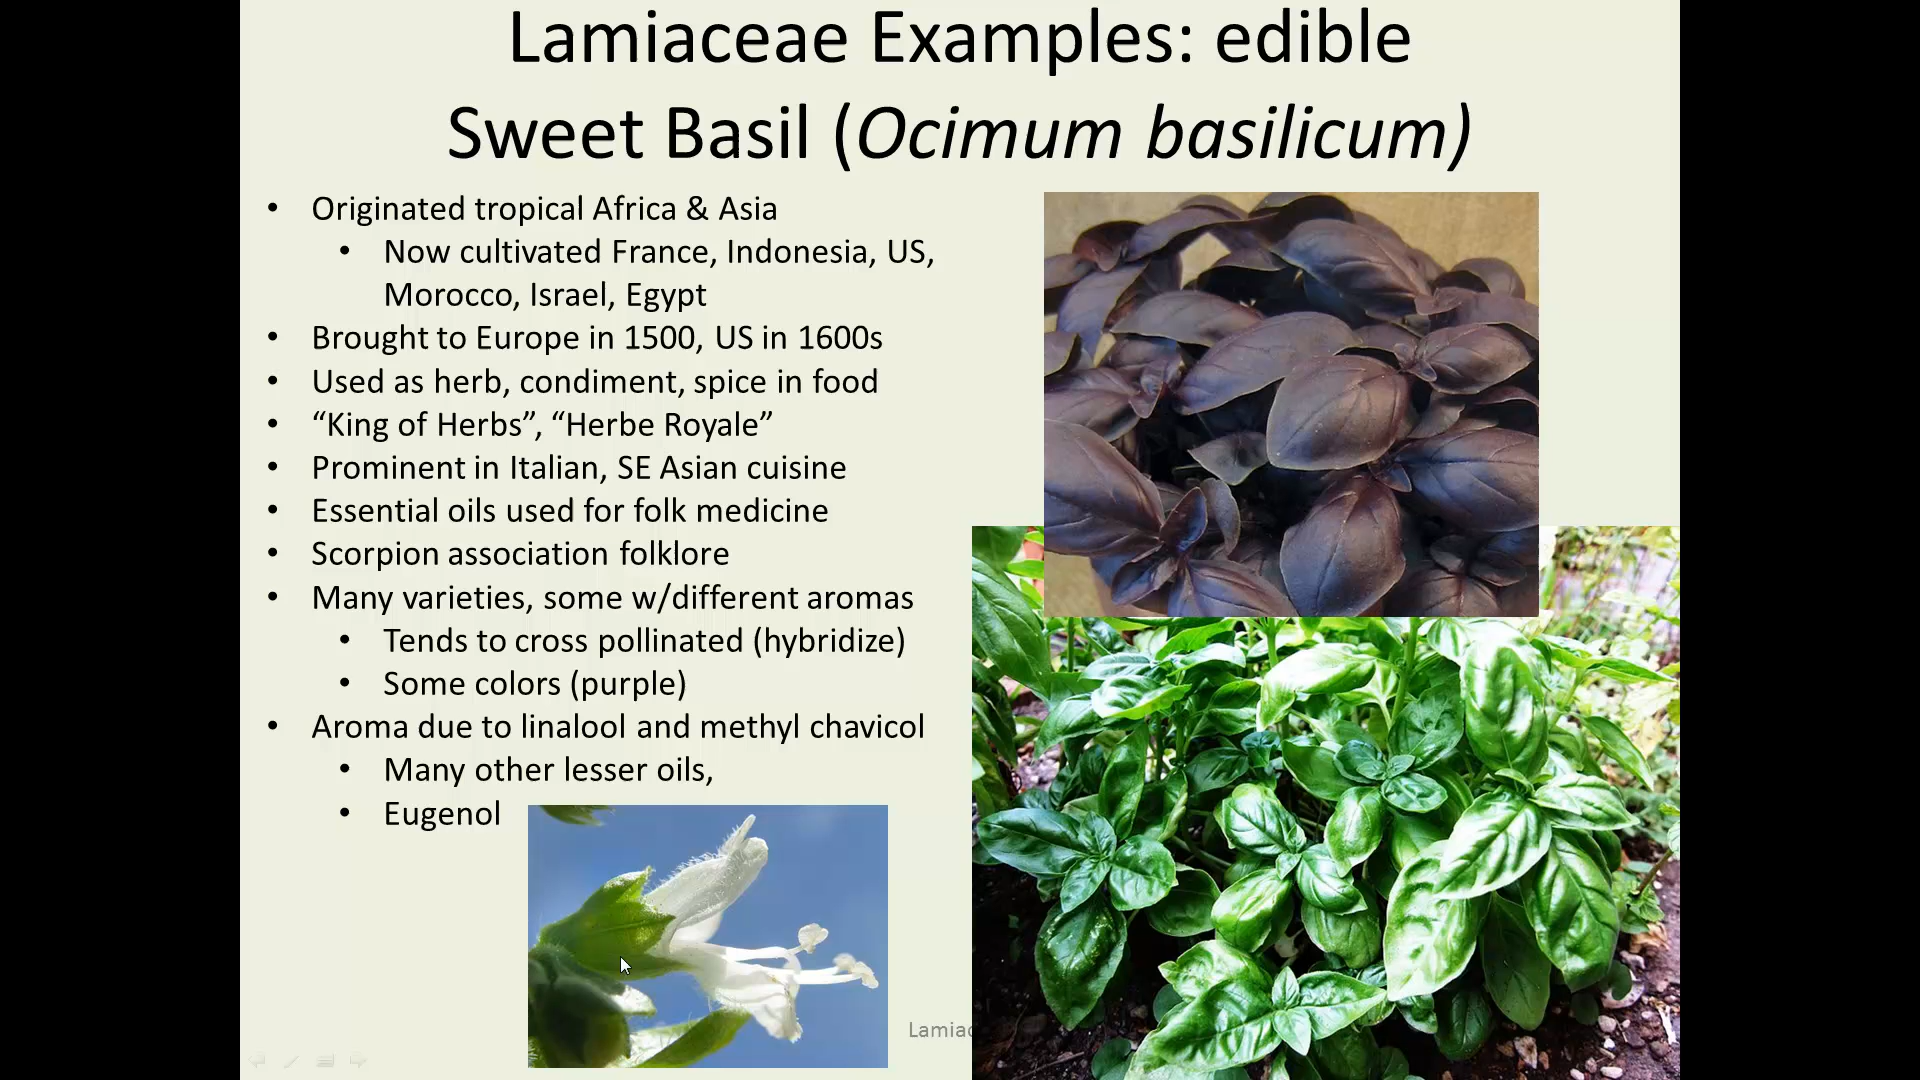 Lamiaceae Examples: edible
Sweet Basil (Ocimum basilicum)
• Originated tropical Africa & Asia
• Now cultivated France, Indonesia, US,
Morocco, Israel, Egypt
• Brought to Europe in 1500, US in 1600s
• Used as herb, condiment, spice in food
• “King of Herbs”, “Herbe Royale”
• Prominent in Italian, SE Asian cuisine
• Essential oils used for folk medicine
• Scorpion association folklore
• Many varieties, some w/different aromas
• Tends to cross pollinated (hybridize)
• Some colors (purple)
• Aroma due to linalool and methyl chavicol
• Many other lesser oils,
• Eugenol